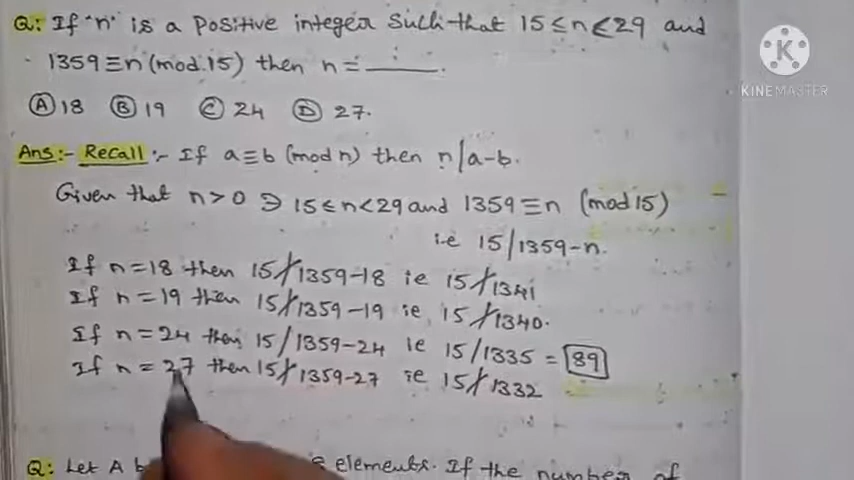 Q: If 'n' is a positive integer such that 15 ≤ n < 29 and
1359 ≡ n (mod 15) then n = ______.
Ⓐ 18 Ⓑ 19 Ⓒ 24 Ⓓ 27.
Ans:- Recall :- If a ≡ b (mod n) then n/a-b.
Given that n > 0 ∋ 15 ≤ n < 29 and 1359 ≡ n (mod 15)
ie 15/1359-n.
If n = 18 then 15∤1359-18 ie 15∤1341
If n = 19 then 15∤1359-19 ie 15∤1340.
If n = 24 then 15/1359-24 ie 15/1335 = 89
If n = 27 then 15∤1359-27 ie 15∤1332
Q: Let A elements. If the number of
K
KINEMASTER